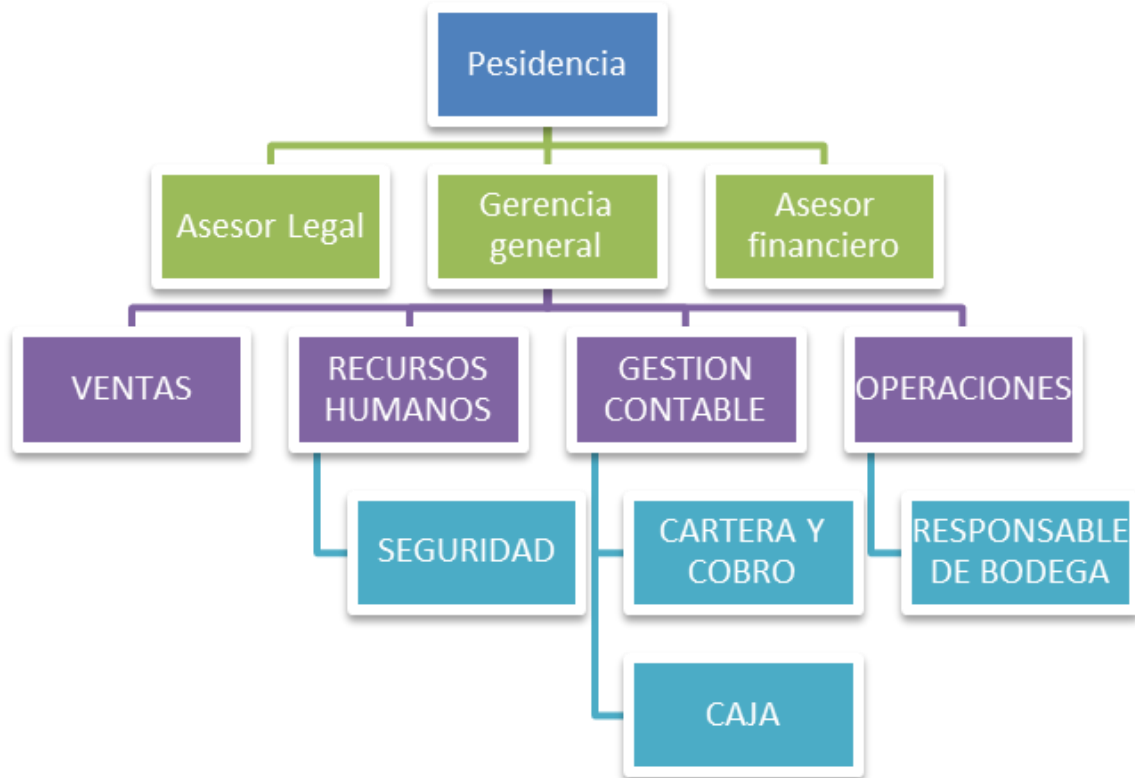 Pesidencia
Asesor Legal
Gerencia
general
Asesor
financiero
VENTAS
RECURSOS
HUMANOS
GESTION
CONTABLE
OPERACIONES
SEGURIDAD
CARTERA Y
COBRO
RESPONSABLE
DE BODEGA
CAJA